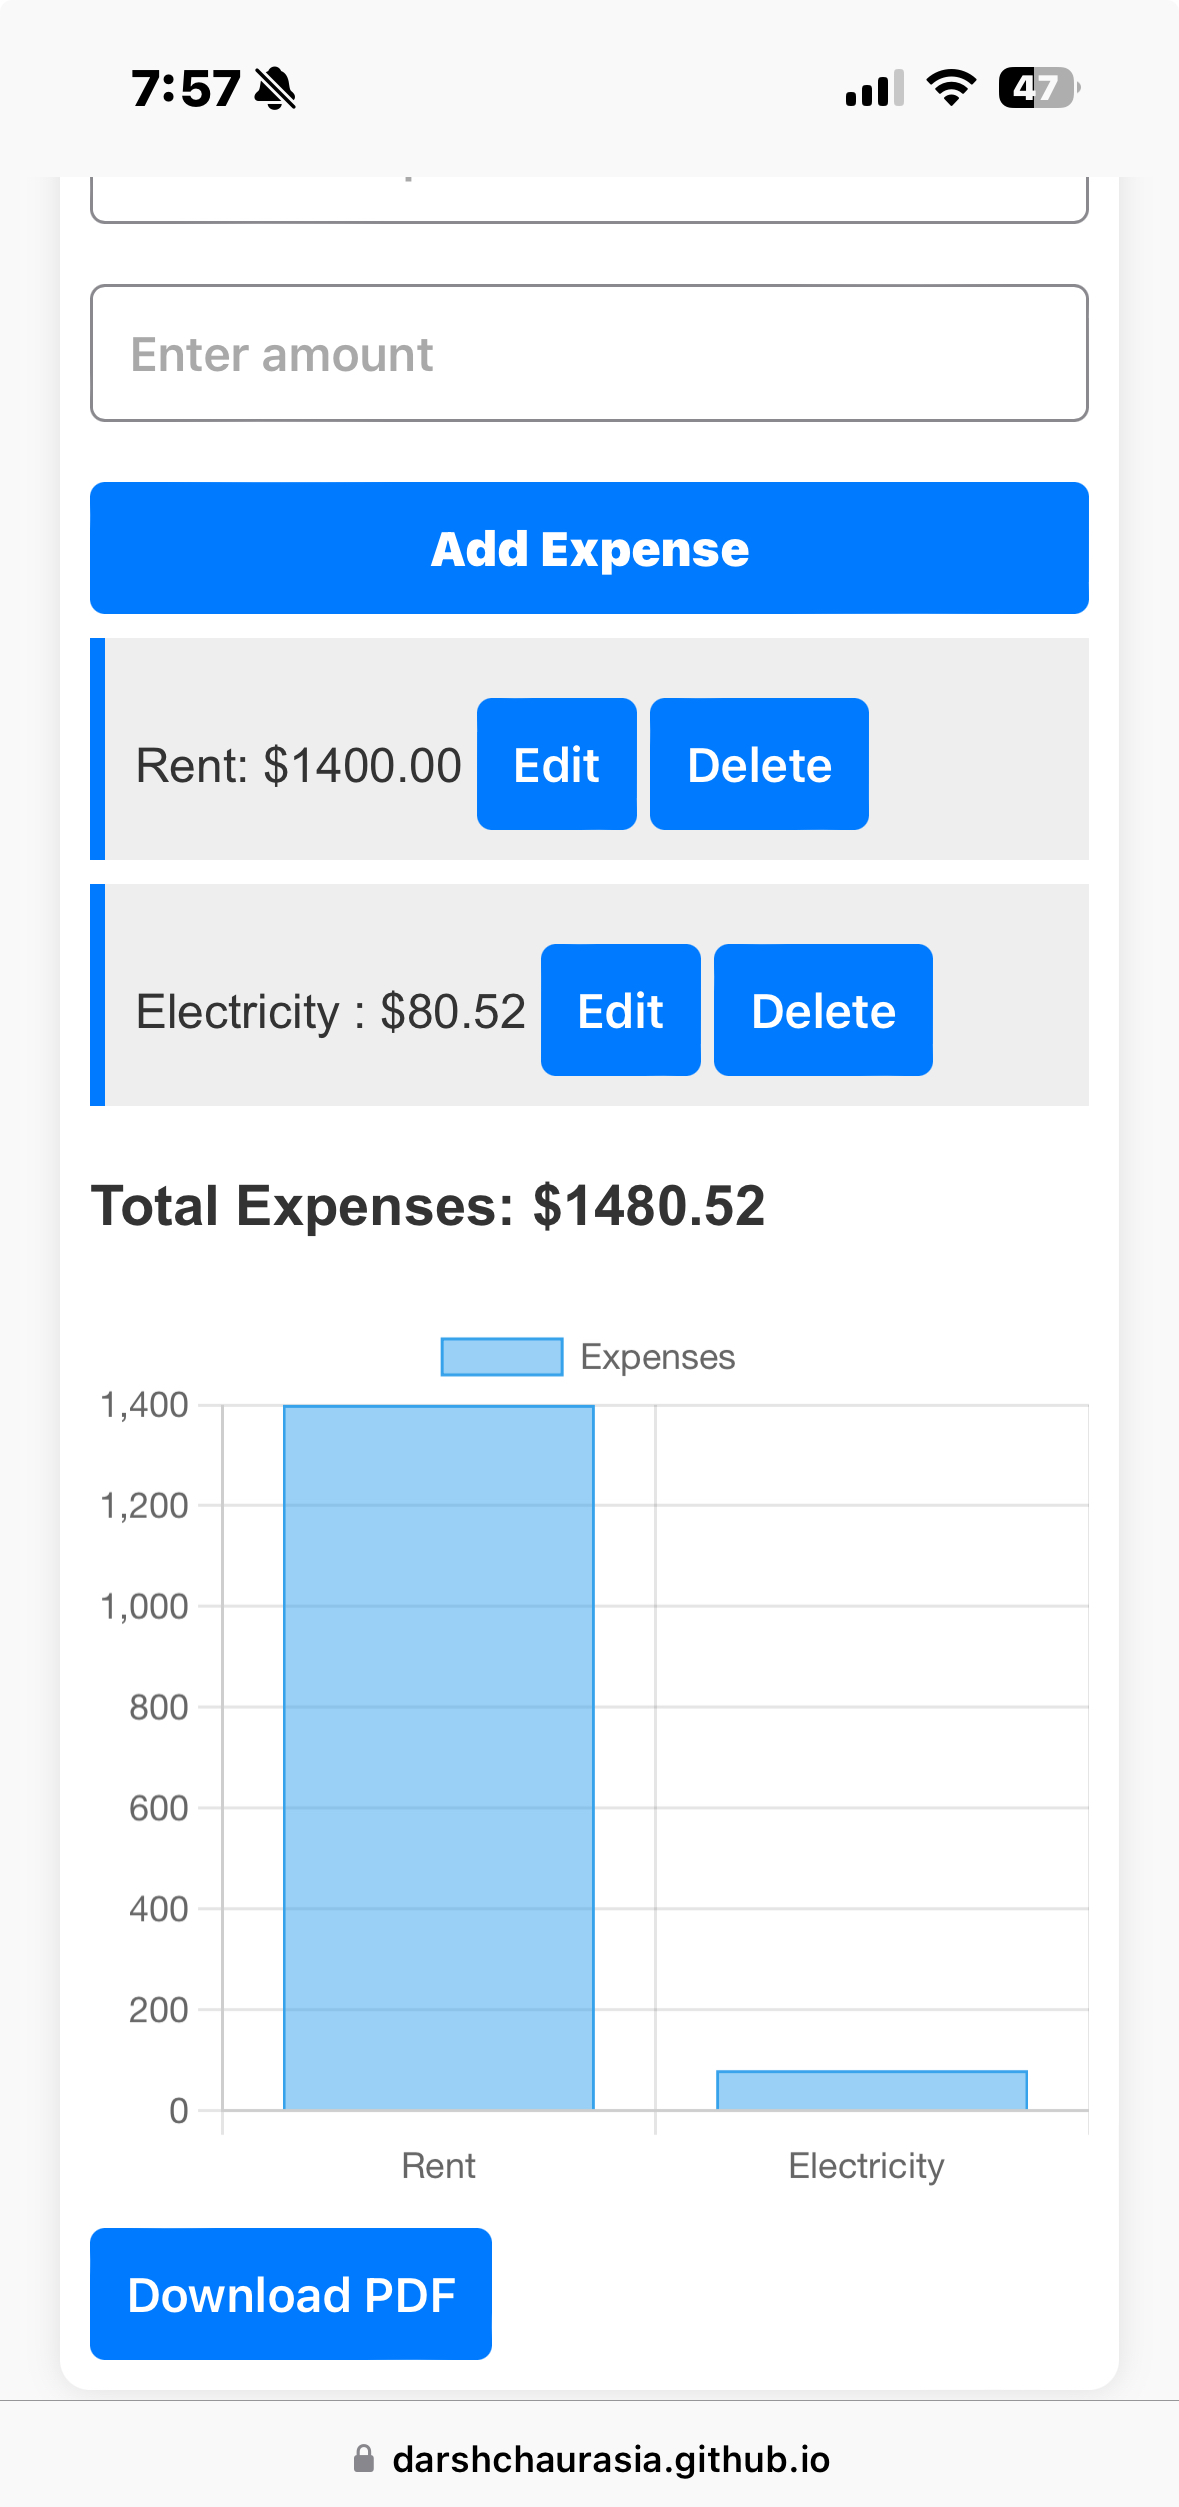 7:57
47
Enter amount
Add Expense
Rent: $1400.00 Edit Delete
Electricity : $80.52 Edit Delete
Total Expenses: $1480.52
Expenses
1,400
1,200
1,000
800
600
400
200
0
Rent Electricity
Download PDF
darshchaurasia.github.io